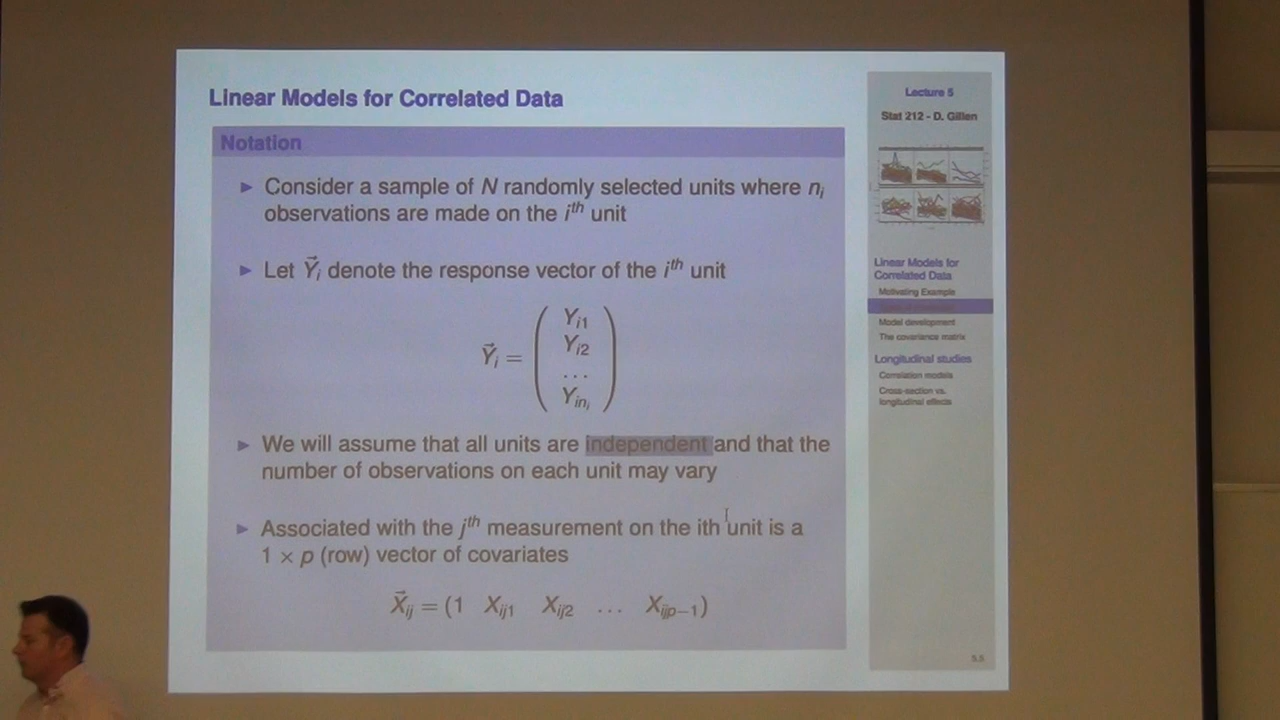 Linear Models for Correlated Data
Notation
► Consider a sample of N randomly selected units where nᵢ
observations are made on the iᵗʰ unit
► Let Y⃗ᵢ denote the response vector of the iᵗʰ unit
Y⃗ᵢ = ( Yᵢ₁
Yᵢ₂
...
Yᵢₙᵢ )
► We will assume that all units are independent and that the
number of observations on each unit may vary
► Associated with the jᵗʰ measurement on the ith unit is a
1 × p (row) vector of covariates
X⃗ᵢⱼ = (1 Xᵢⱼ₁ Xᵢⱼ₂ ... Xᵢⱼₚ₋₁)
Lecture 5
Stat 212 - D. Gillen
Linear Models for
Correlated Data
Motivating Example
Model development
The covariance matrix
Longitudinal studies
Correlation models
Cross-section vs.
longitudinal effects
5.5